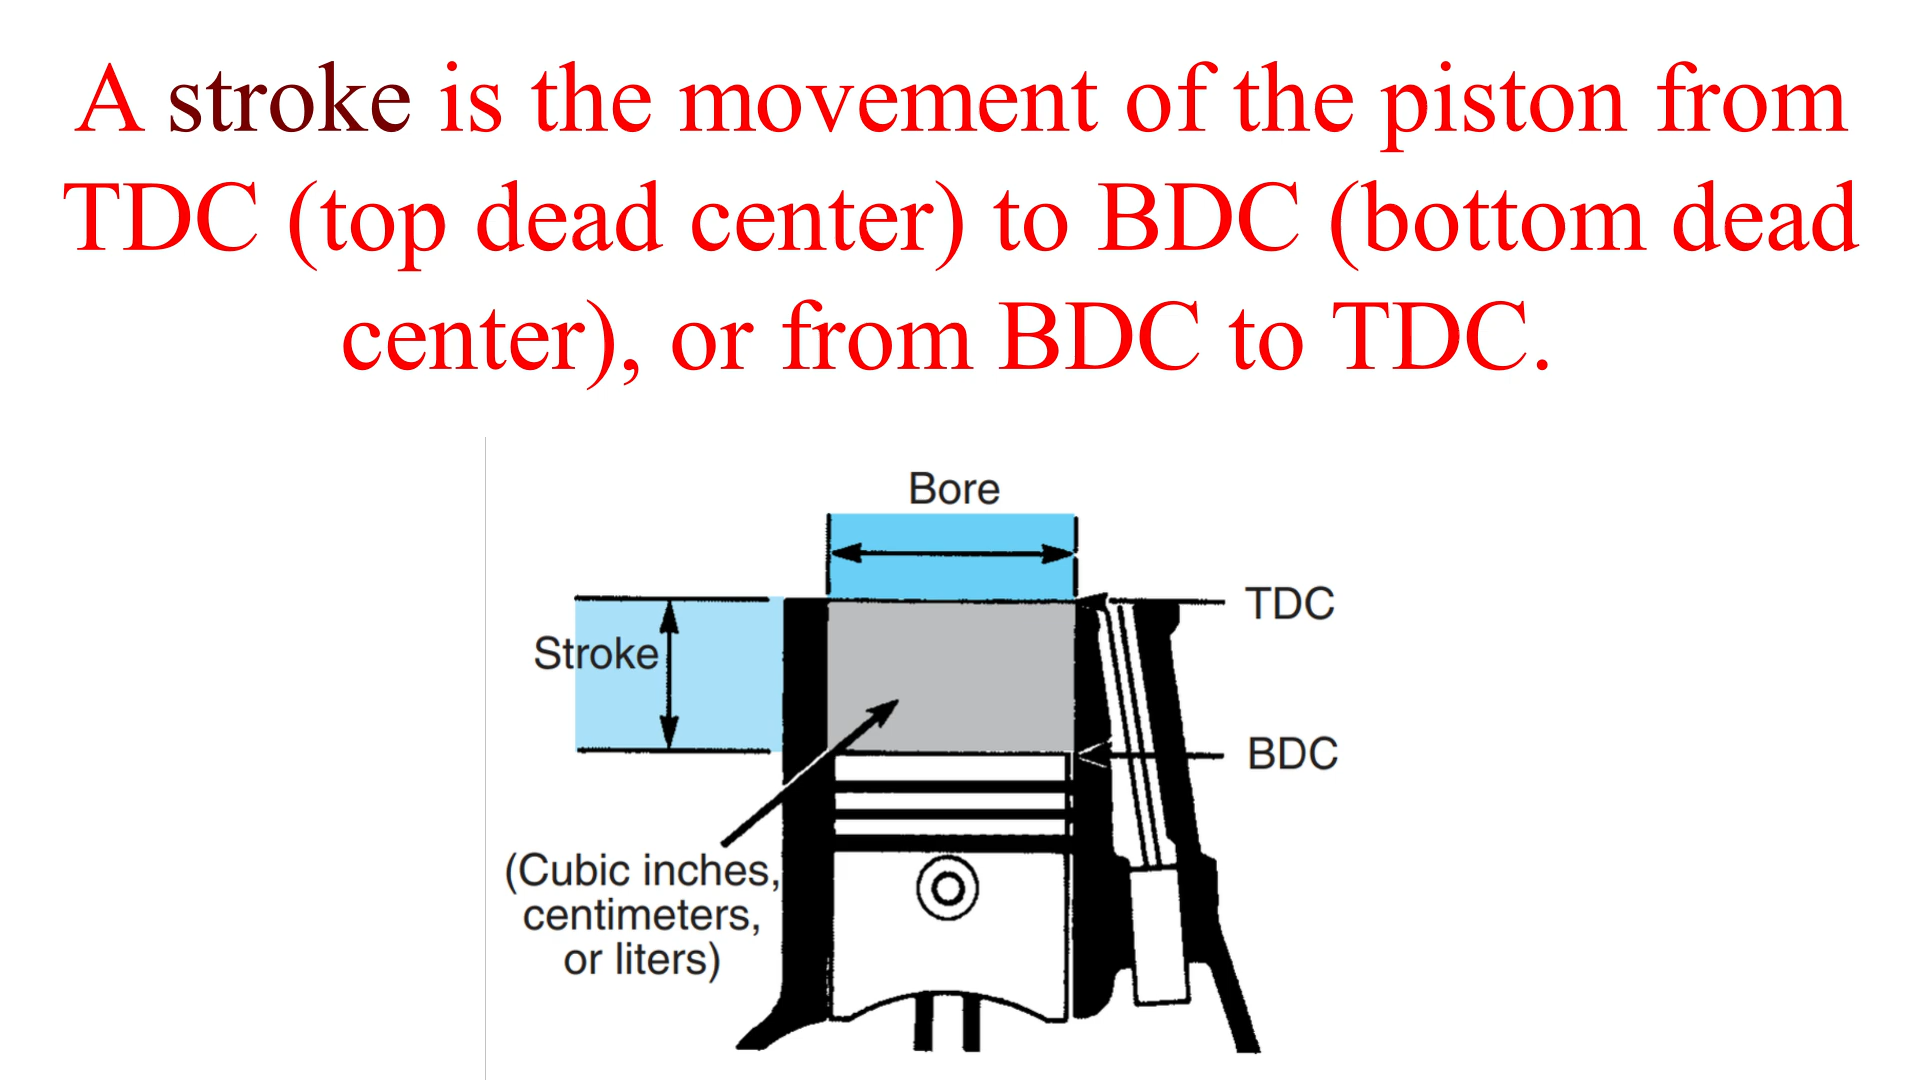 A stroke is the movement of the piston from
TDC (top dead center) to BDC (bottom dead
center), or from BDC to TDC.
Bore
TDC
Stroke
BDC
(Cubic inches,
centimeters,
or liters)